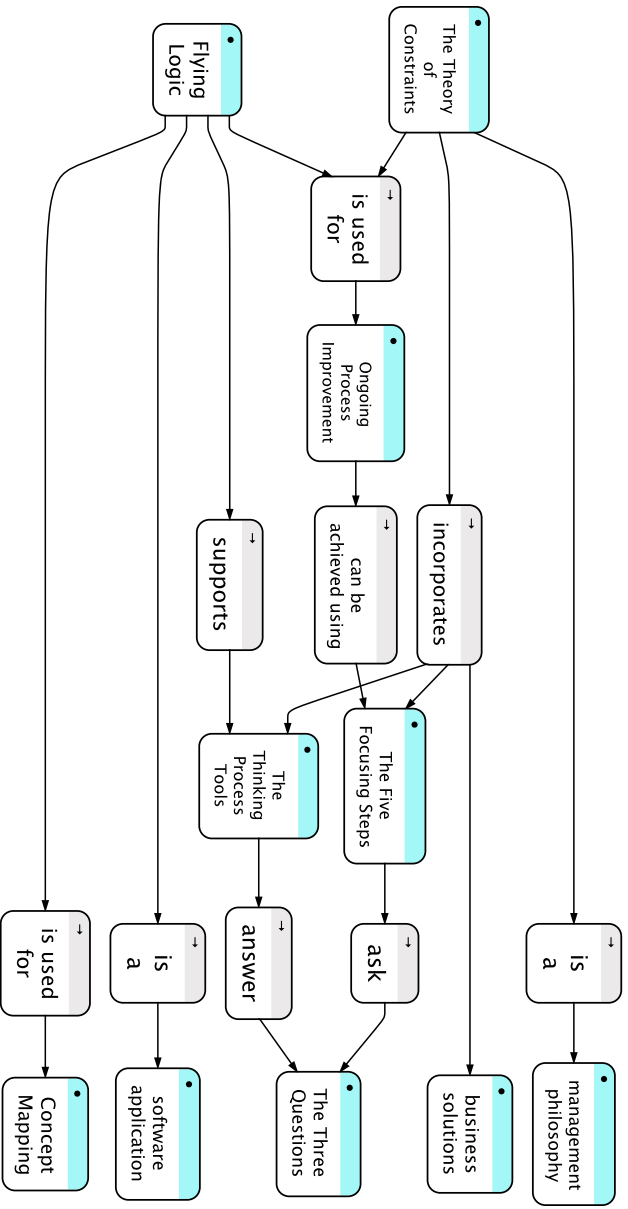 The Theory
of
Constraints
Flying
Logic
is used
for
Ongoing
Process
Improvement
incorporates
can be
achieved using
supports
The Five
Focusing Steps
The
Thinking
Process
Tools
is
a
ask
answer
is
a
is used
for
management
philosophy
business
solutions
The Three
Questions
software
application
Concept
Mapping